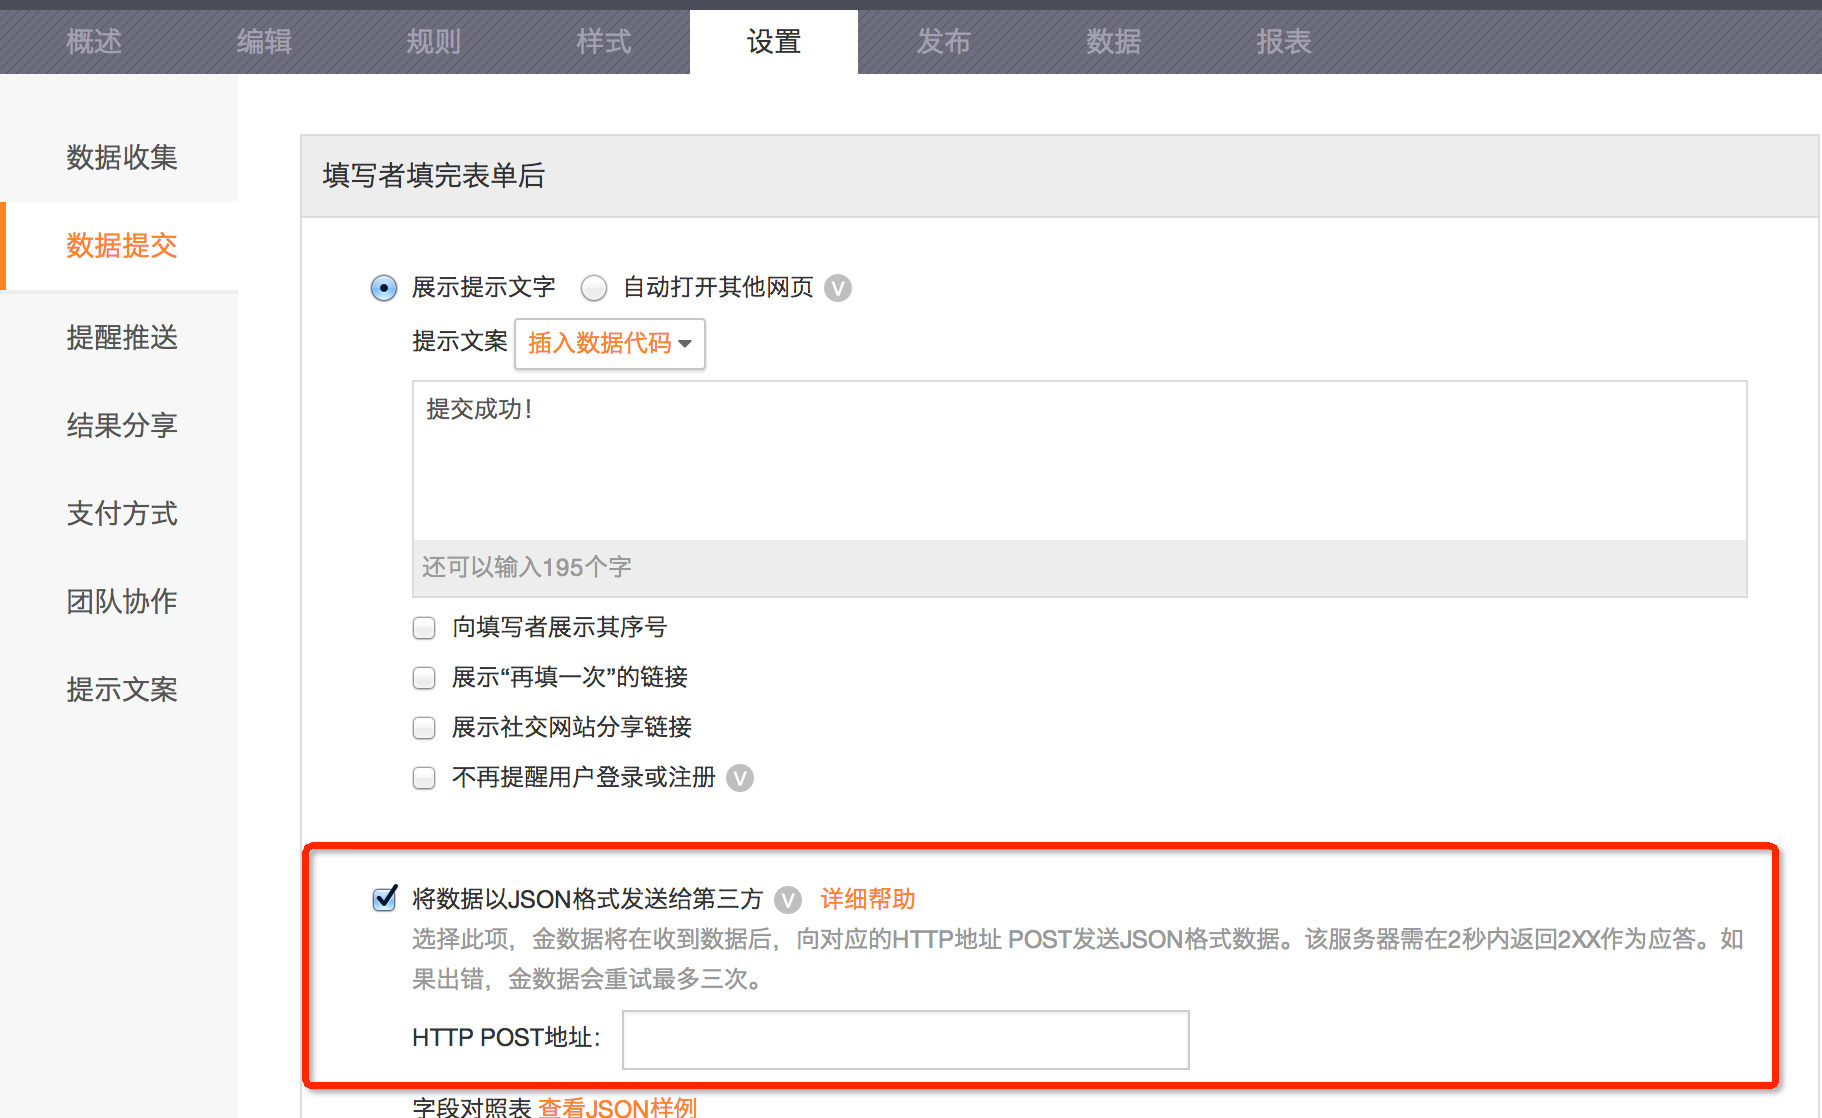 概述 编辑 规则 样式 设置 发布 数据 报表
数据收集
数据提交
提醒推送
结果分享
支付方式
团队协作
提示文案
填写者填完表单后
展示提示文字 自动打开其他网页 V
提示文案 插入数据代码
提交成功！
还可以输入195个字
向填写者展示其序号
展示“再填一次”的链接
展示社交网站分享链接
不再提醒用户登录或注册 V
将数据以JSON格式发送给第三方 V 详细帮助
选择此项，金数据将在收到数据后，向对应的HTTP地址 POST发送JSON格式数据。该服务器需在2秒内返回2XX作为应答。如
果出错，金数据会重试最多三次。
HTTP POST地址：
字段对照表 查看JSON样例